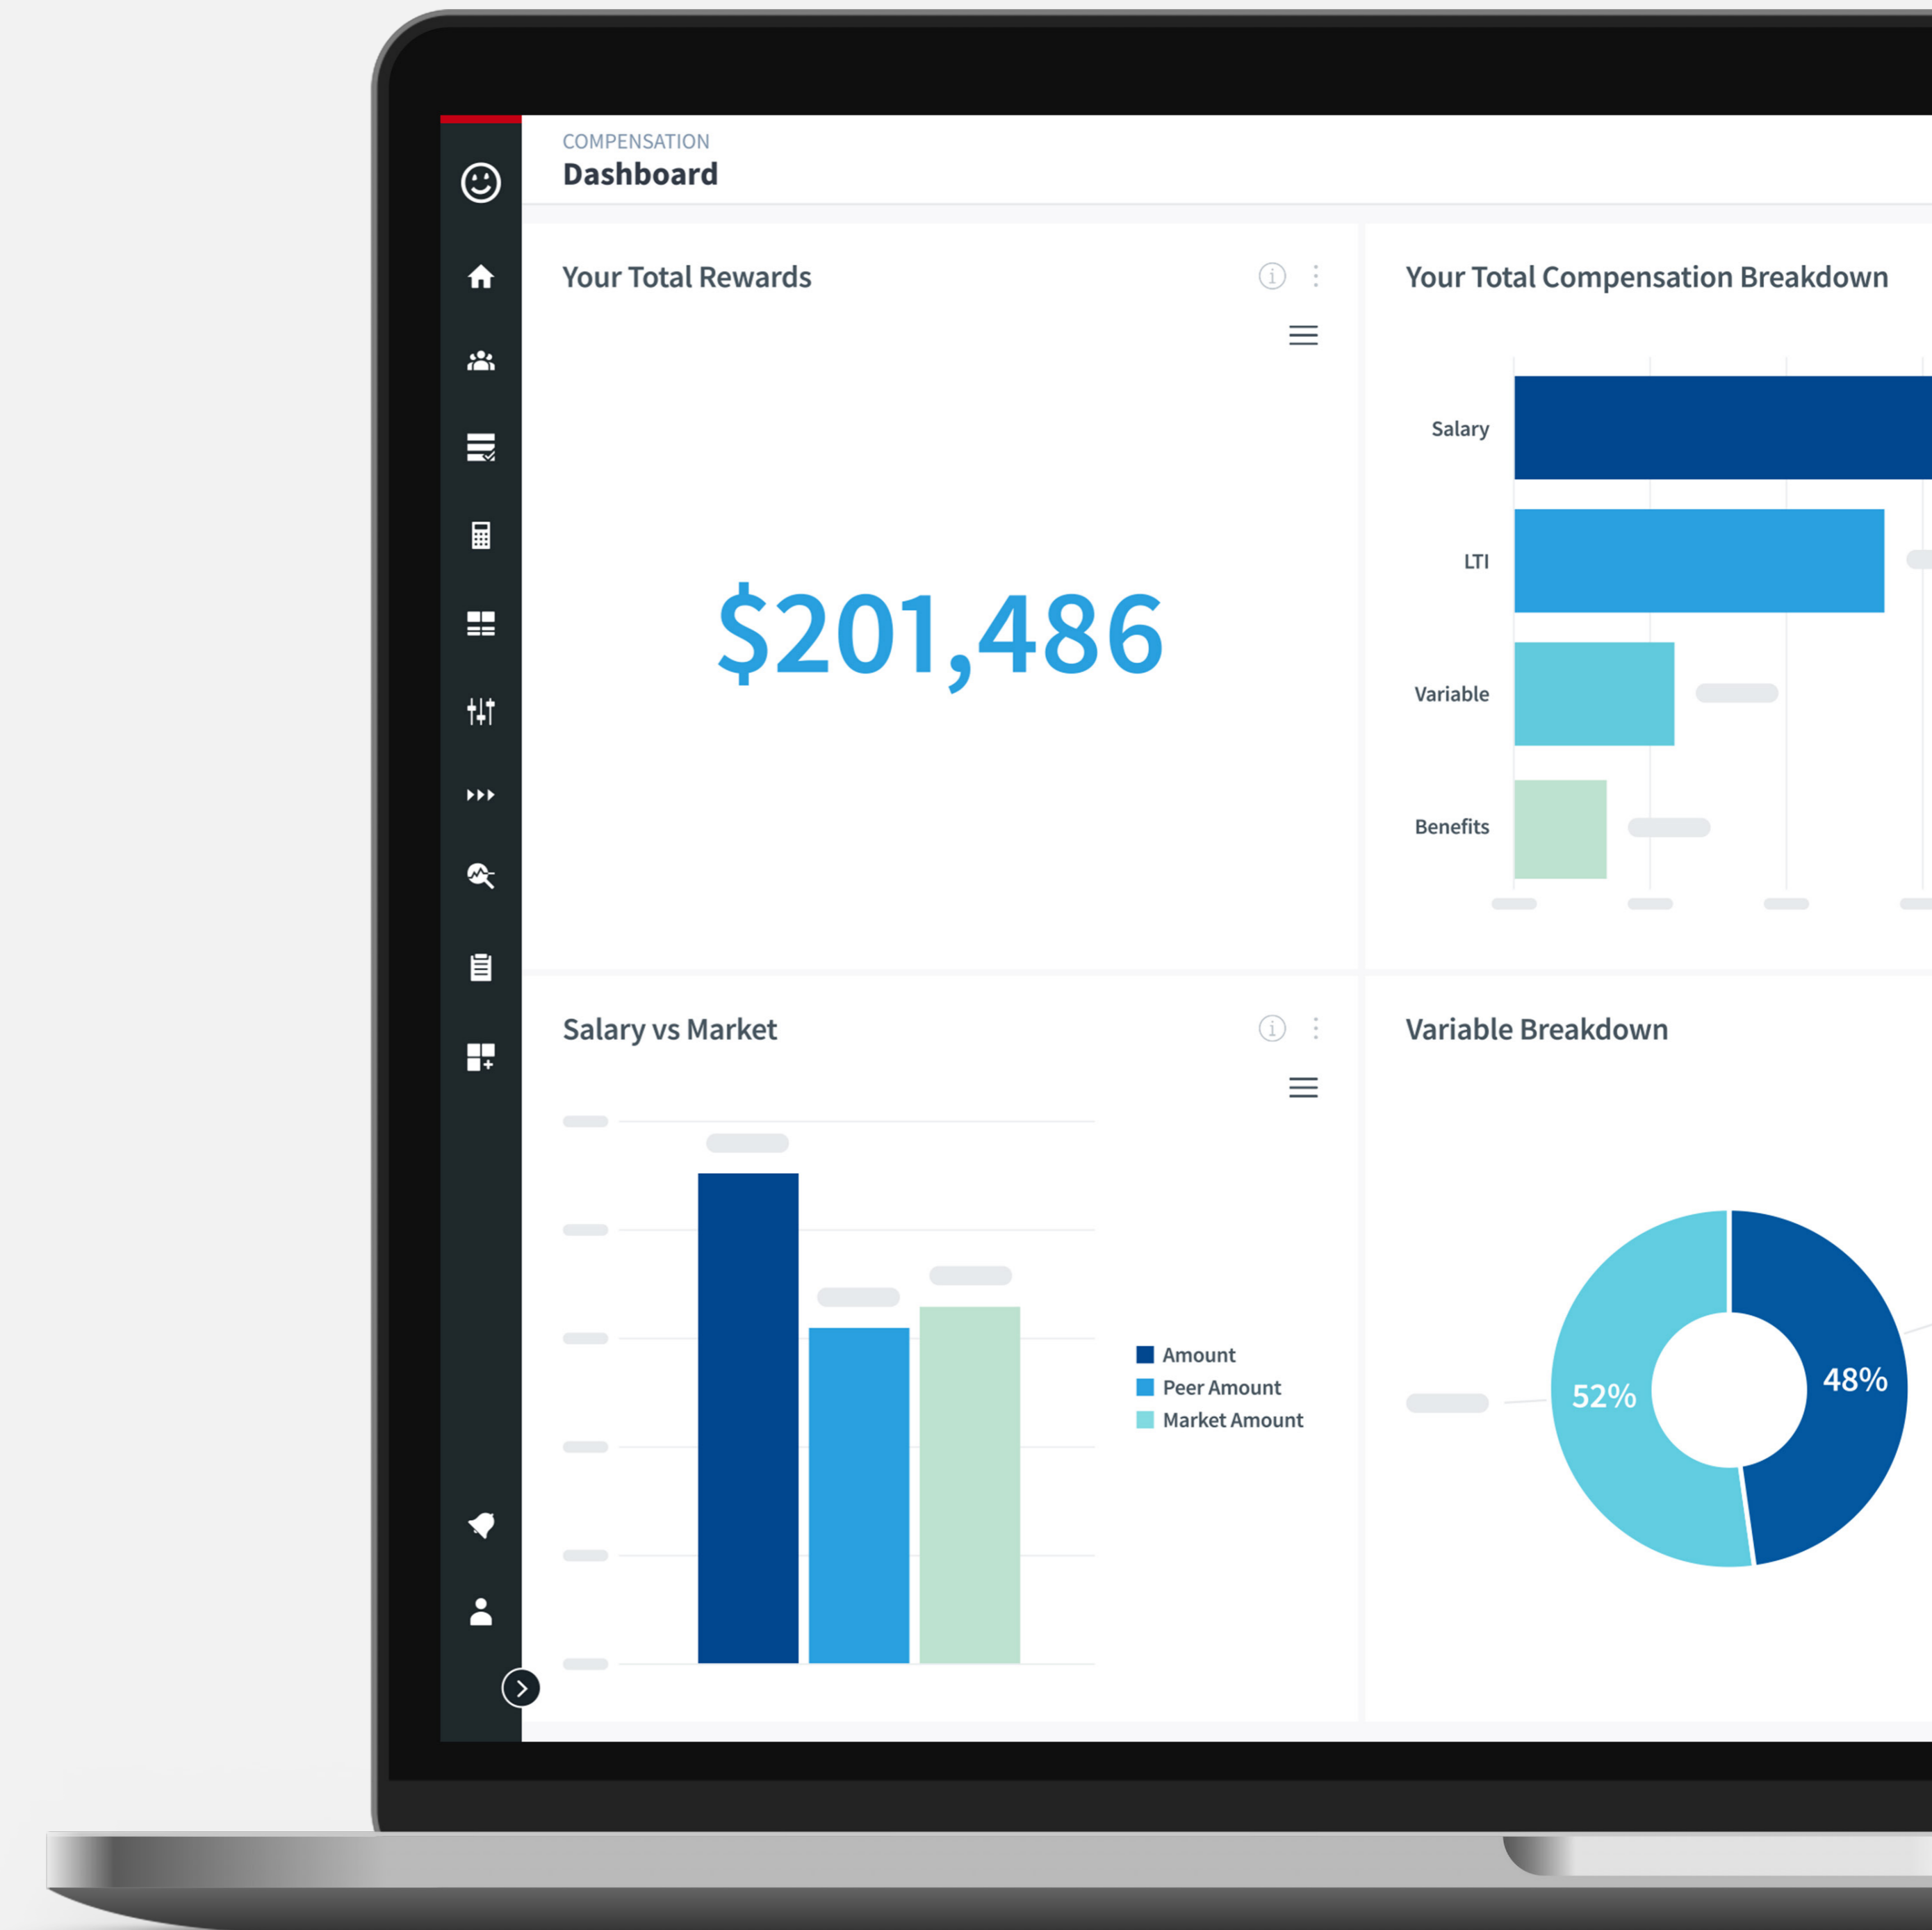 COMPENSATION
Dashboard
Your Total Rewards
$201,486
Your Total Compensation Breakdown
Salary
LTI
Variable
Benefits
Salary vs Market
Amount
Peer Amount
Market Amount
Variable Breakdown
52%
48%